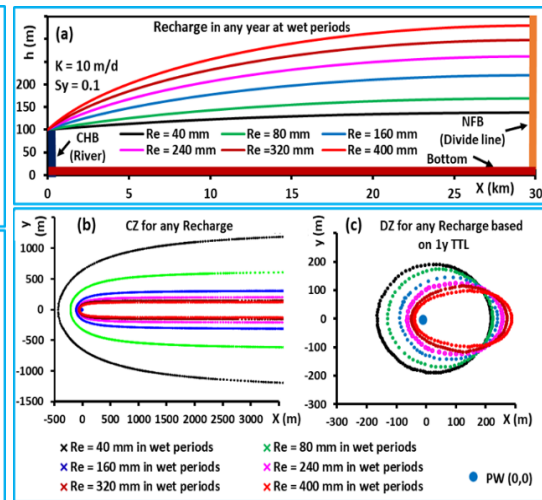 Recharge in any year at wet periods
(a)
h (m)
K = 10 m/d
Sy = 0.1
200
150
100
50
0
CHB
(River)
Re = 40 mm
Re = 80 mm
Re = 160 mm
Re = 240 mm
Re =320 mm
Re = 400 mm
NFB
(Divide line)
Bottom
0 5 10 15 20 25 30
X (km)
(b)
CZ for any Recharge
y (m)
1000
500
0
-500
-1000
-1500
-500 0 500 1000 1500 2000 2500 3000 X (m)
(c)
DZ for any Recharge based
on 1y TTL
y (m)
300
200
100
0
-100
-200
-300
-300 -100 0 100 200 X (m)
Re = 40 mm in wet periods
Re = 80 mm in wet periods
Re = 160 mm in wet periods
Re = 240 mm in wet periods
Re = 320 mm in wet periods
Re = 400 mm in wet periods
PW (0,0)